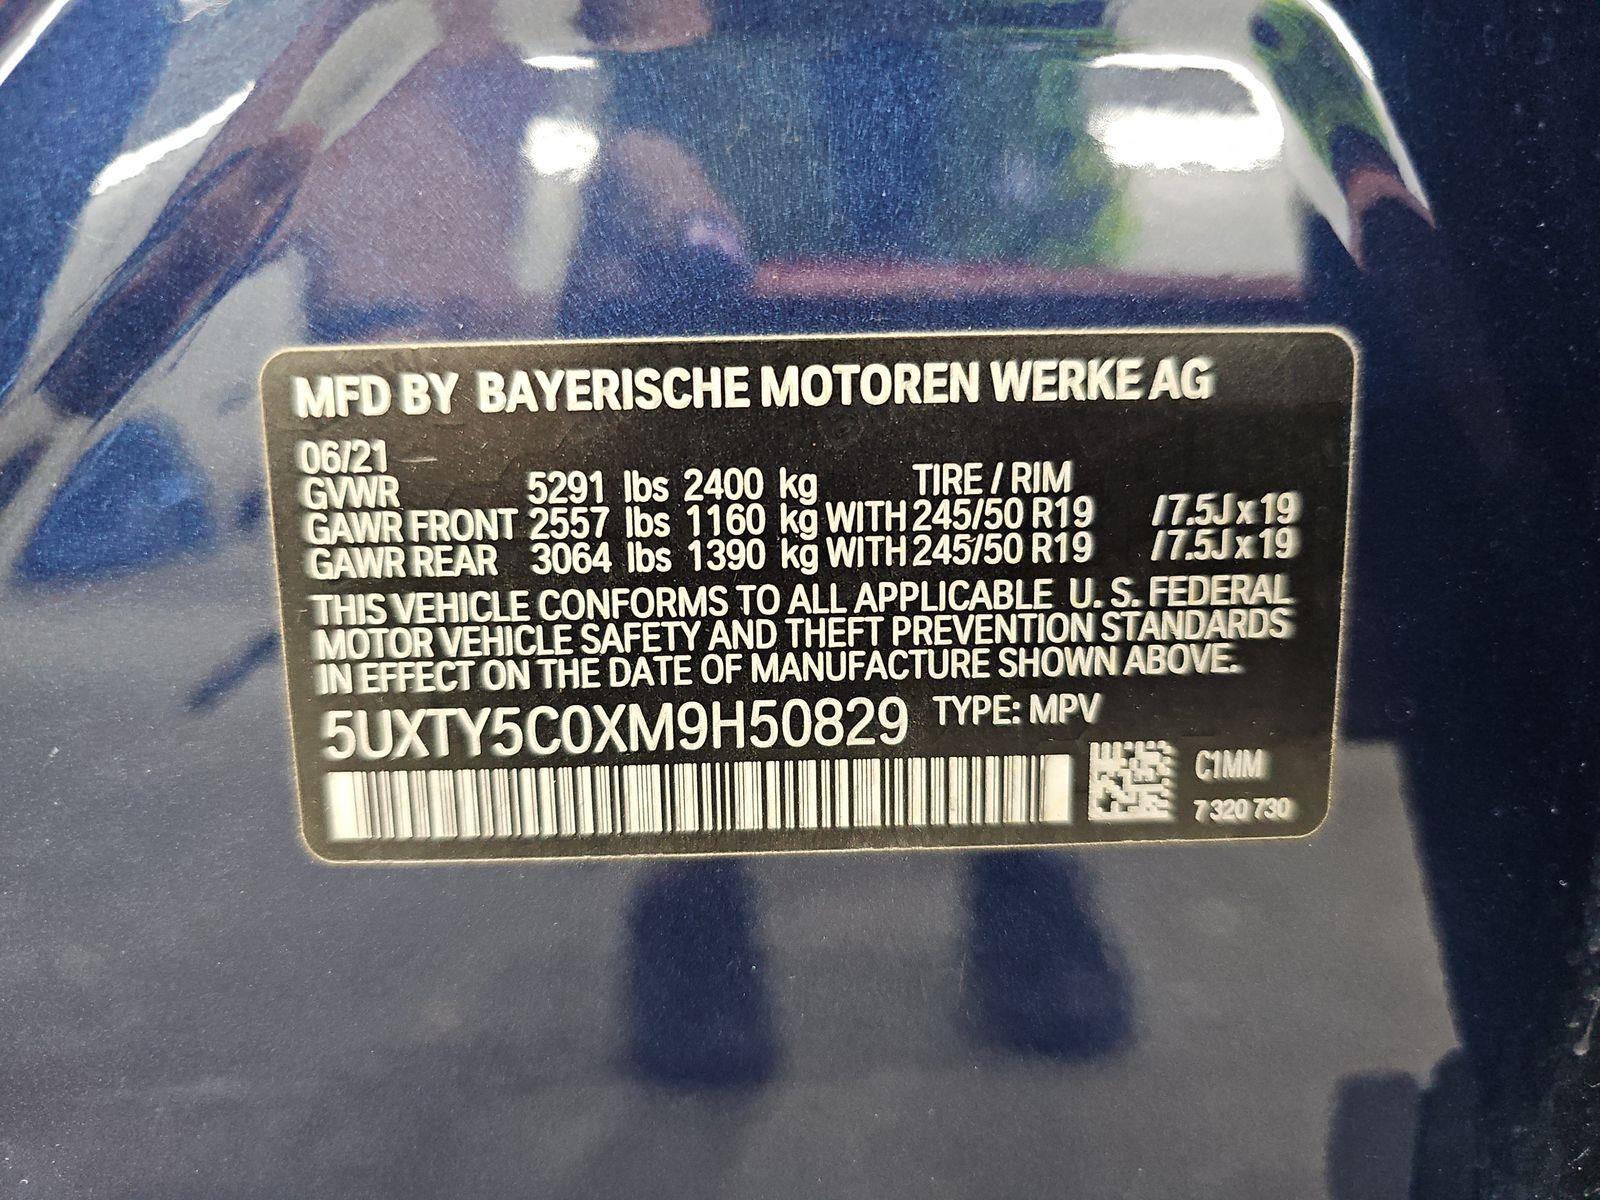 MFD BY BAYERISCHE MOTOREN WERKE AG
06/21
GVWR 5291 lbs 2400 kg TIRE / RIM
GAWR FRONT 2557 lbs 1160 kg WITH 245/50 R19 /7.5J x 19
GAWR REAR 3064 lbs 1390 kg WITH 245/50 R19 /7.5J x 19
THIS VEHICLE CONFORMS TO ALL APPLICABLE U. S. FEDERAL
MOTOR VEHICLE SAFETY AND THEFT PREVENTION STANDARDS
IN EFFECT ON THE DATE OF MANUFACTURE SHOWN ABOVE.
5UXTY5C0XM9H50829 TYPE: MPV
C1MM
7 320 730